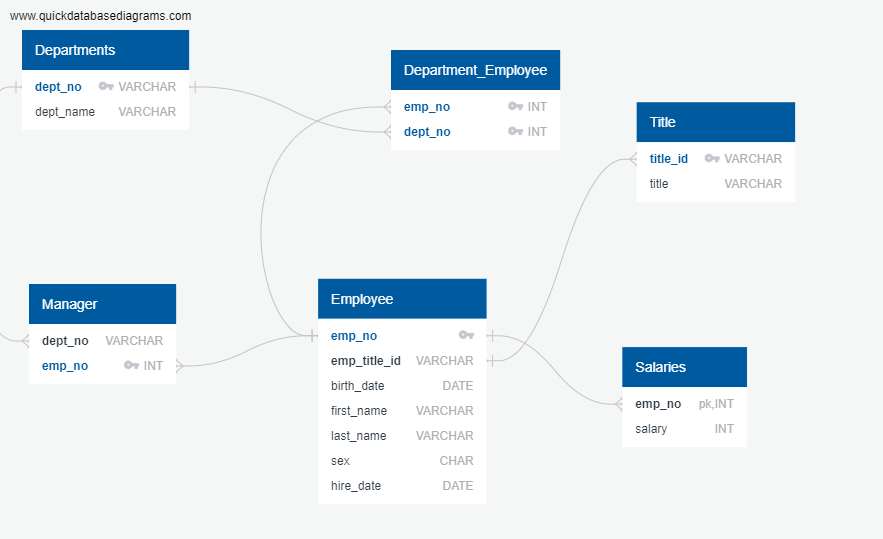 www.quickdatabasediagrams.com
Departments
dept_no VARCHAR
dept_name VARCHAR
Department_Employee
emp_no INT
dept_no INT
Title
title_id VARCHAR
title VARCHAR
Manager
dept_no VARCHAR
emp_no INT
Employee
emp_no
emp_title_id VARCHAR
birth_date DATE
first_name VARCHAR
last_name VARCHAR
sex CHAR
hire_date DATE
Salaries
emp_no pk,INT
salary INT